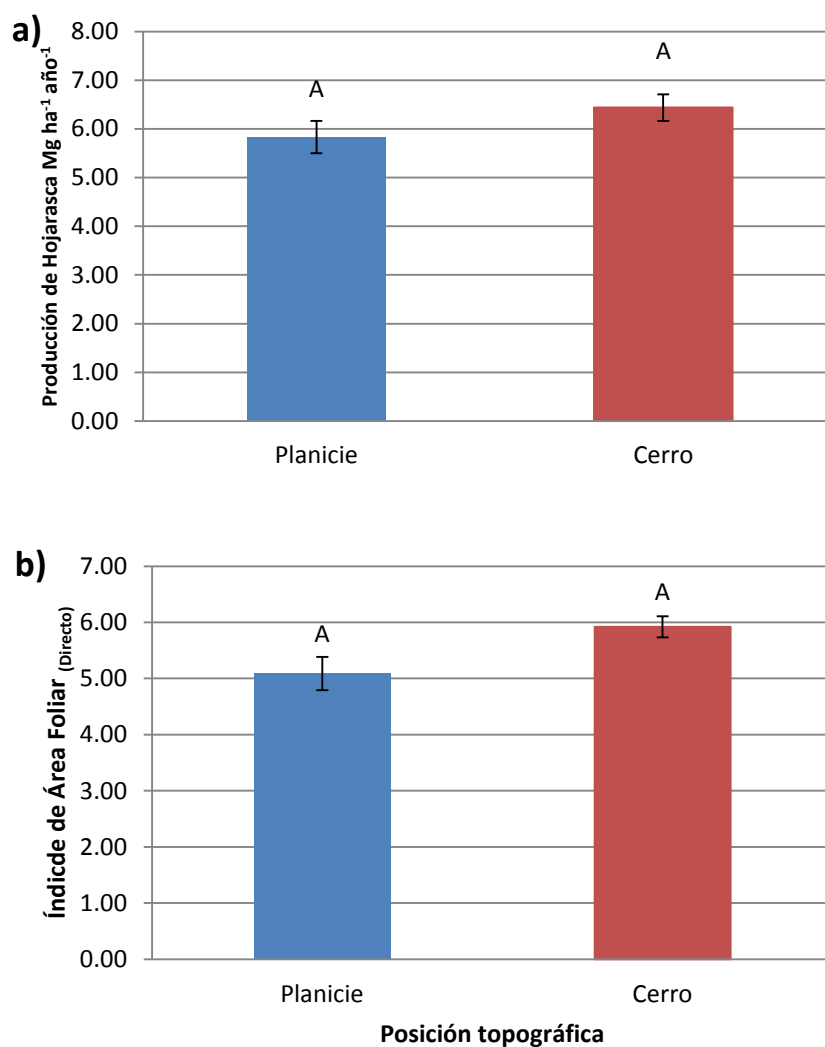 a)
Producción de Hojarasca Mg ha⁻¹ año⁻¹
8.00
7.00
6.00
5.00
4.00
3.00
2.00
1.00
0.00
A
A
Planicie
Cerro
b)
Índicde de Área Foliar (Directo)
7.00
6.00
5.00
4.00
3.00
2.00
1.00
0.00
A
A
Planicie
Cerro
Posición topográfica